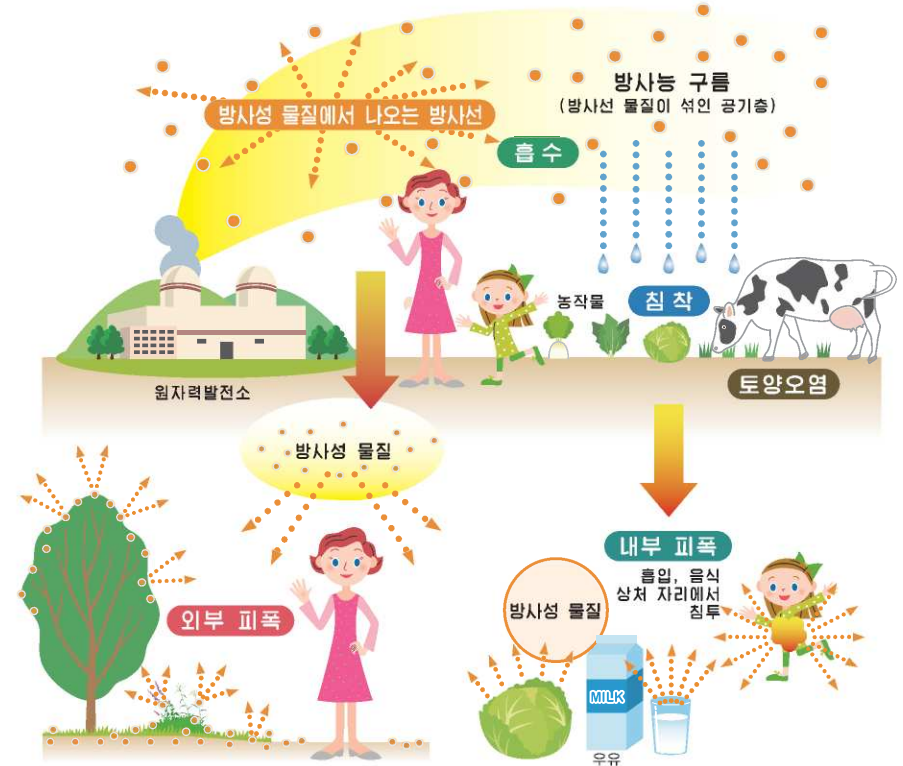 방사성 물질에서 나오는 방사선
방사능 구름
(방사선 물질이 섞인 공기층)
흡수
농작물
침착
원자력발전소
토양오염
방사성 물질
외부 피폭
내부 피폭
흡입, 음식
상처 자리에서
침투
방사성 물질
MILK
우유